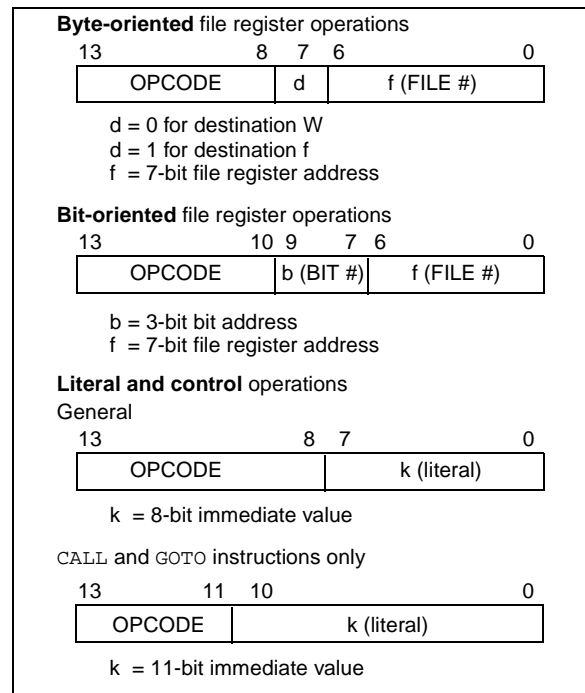 Byte-oriented file register operations
13 8 7 6 0
OPCODE d f (FILE #)
d = 0 for destination W
d = 1 for destination f
f = 7-bit file register address
Bit-oriented file register operations
13 10 9 7 6 0
OPCODE b (BIT #) f (FILE #)
b = 3-bit bit address
f = 7-bit file register address
Literal and control operations
General
13 8 7 0
OPCODE k (literal)
k = 8-bit immediate value
CALL and GOTO instructions only
13 11 10 0
OPCODE k (literal)
k = 11-bit immediate value